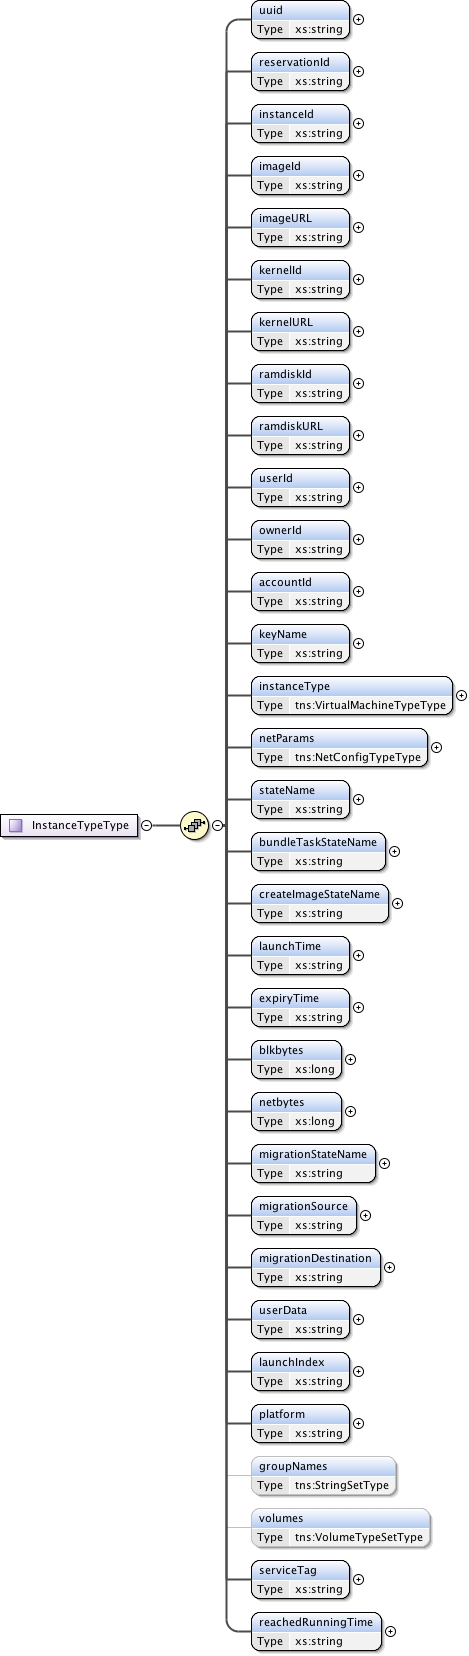 uuid
Type xs:string
reservationId
Type xs:string
instanceId
Type xs:string
imageId
Type xs:string
imageURL
Type xs:string
kernelId
Type xs:string
kernelURL
Type xs:string
ramdiskId
Type xs:string
ramdiskURL
Type xs:string
userId
Type xs:string
ownerId
Type xs:string
accountId
Type xs:string
keyName
Type xs:string
instanceType
Type tns:VirtualMachineTypeType
netParams
Type tns:NetConfigTypeType
stateName
Type xs:string
InstanceTypeType
bundleTaskStateName
Type xs:string
createImageStateName
Type xs:string
launchTime
Type xs:string
expiryTime
Type xs:string
blkbytes
Type xs:long
netbytes
Type xs:long
migrationStateName
Type xs:string
migrationSource
Type xs:string
migrationDestination
Type xs:string
userData
Type xs:string
launchIndex
Type xs:string
platform
Type xs:string
groupNames
Type tns:StringSetType
volumes
Type tns:VolumeTypeSetType
serviceTag
Type xs:string
reachedRunningTime
Type xs:string